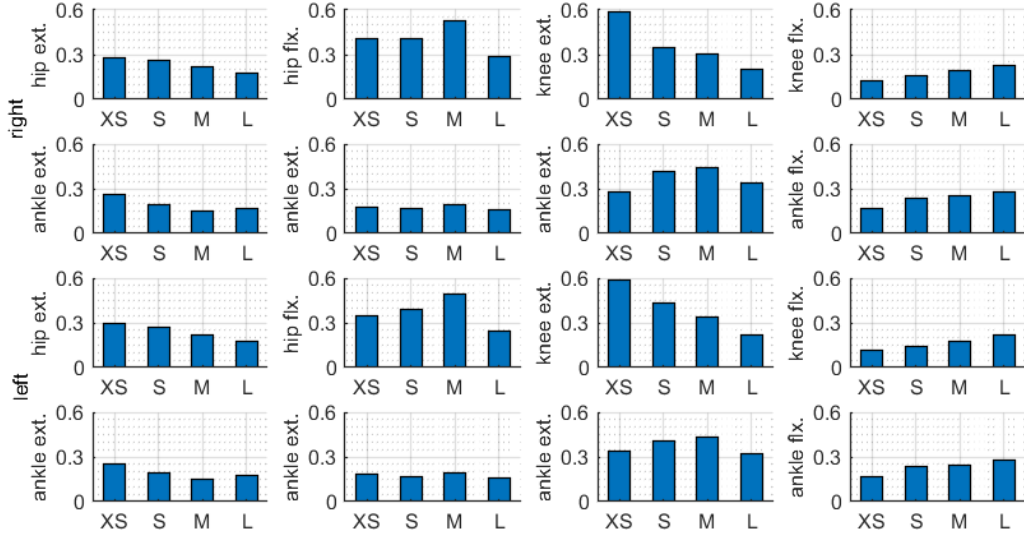 right
hip ext.
0.6
0.3
0
XS S M L
hip flx.
0.6
0.3
0
XS S M L
knee ext.
0.6
0.3
0
XS S M L
knee flx.
0.6
0.3
0
XS S M L
ankle ext.
0.6
0.3
0
XS S M L
ankle ext.
0.6
0.3
0
XS S M L
ankle ext.
0.6
0.3
0
XS S M L
ankle flx.
0.6
0.3
0
XS S M L
left
hip ext.
0.6
0.3
0
XS S M L
hip flx.
0.6
0.3
0
XS S M L
knee ext.
0.6
0.3
0
XS S M L
knee flx.
0.6
0.3
0
XS S M L
ankle ext.
0.6
0.3
0
XS S M L
ankle ext.
0.6
0.3
0
XS S M L
ankle ext.
0.6
0.3
0
XS S M L
ankle flx.
0.6
0.3
0
XS S M L